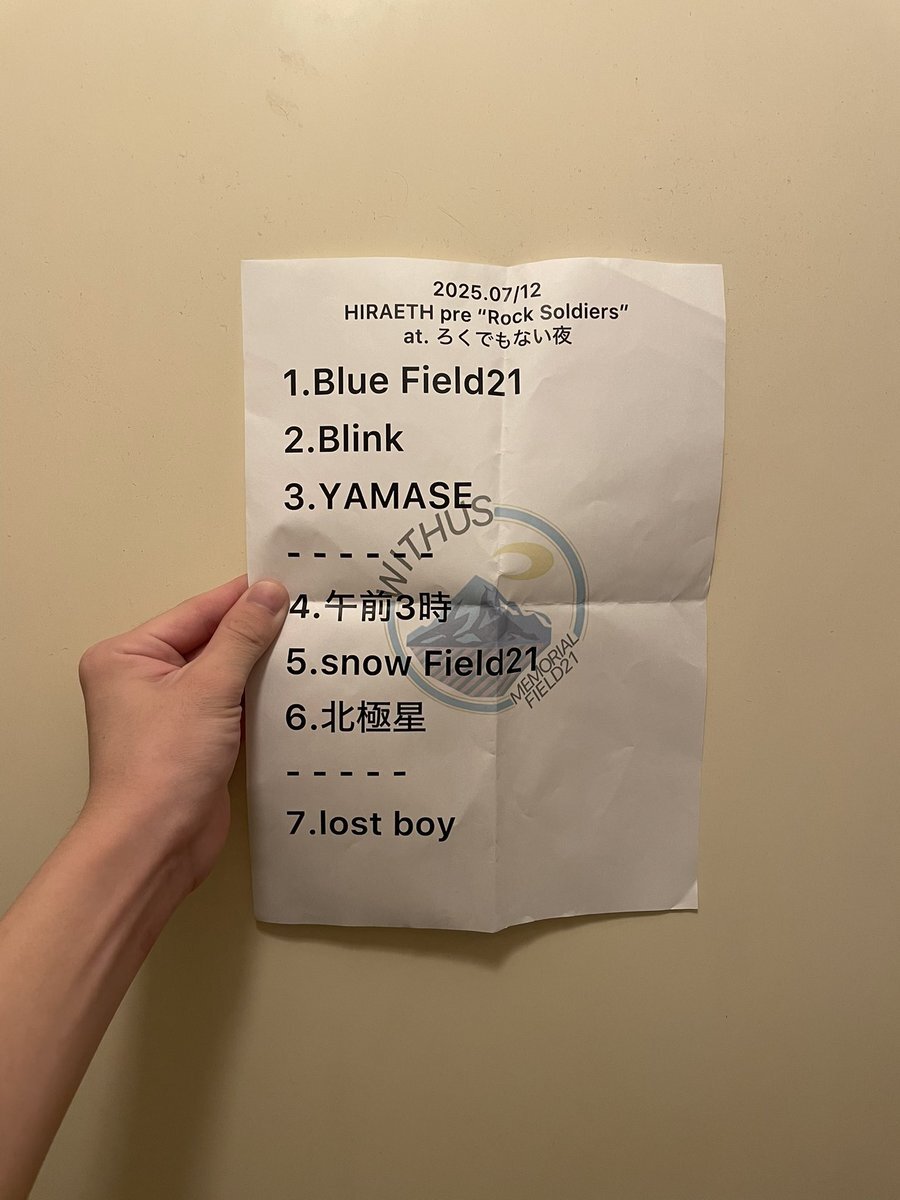 2025.07/12
HIRAETH pre “Rock Soldiers”
at. ろくでもない夜
1.Blue Field21
2.Blink
3.YAMASE
- - - - - -
WITHUS
4.午前3時
5.snow Field21
MEMORIAL
FIELD21
6.北極星
- - - - -
7.lost boy